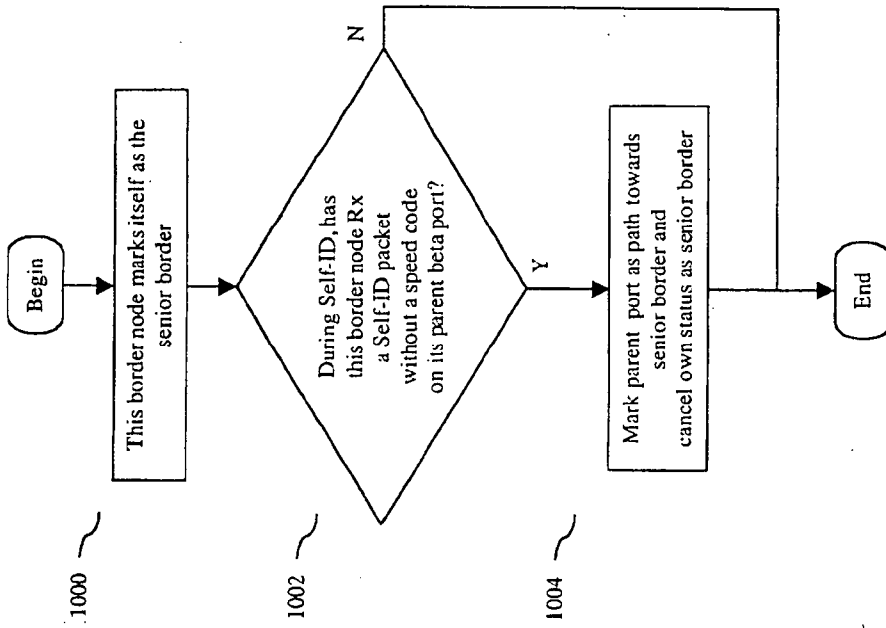 Begin
1000
This border node marks itself as the
senior border
1002
During Self-ID, has
this border node Rx
a Self-ID packet
without a speed code
on its parent beta port?
N
Y
1004
Mark parent port as path towards
senior border and
cancel own status as senior border
End